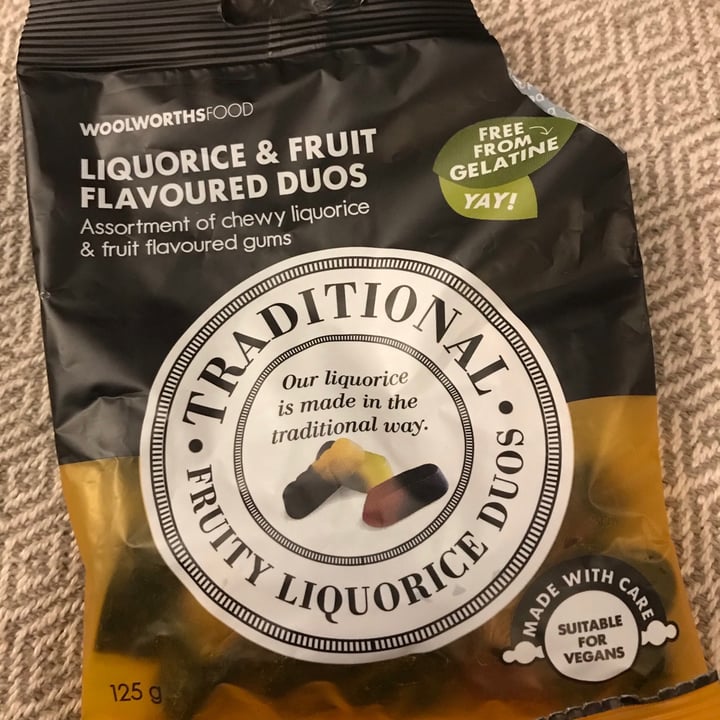 WOOLWORTHSFOOD
LIQUORICE & FRUIT
FLAVOURED DUOS
Assortment of chewy liquorice
& fruit flavoured gums
FREE
FROM
GELATINE
YAY!
• TRADITIONAL •
FRUITY LIQUORICE DUOS
Our liquorice
is made in the
traditional way.
MADE WITH CARE
SUITABLE
FOR
VEGANS
125 g